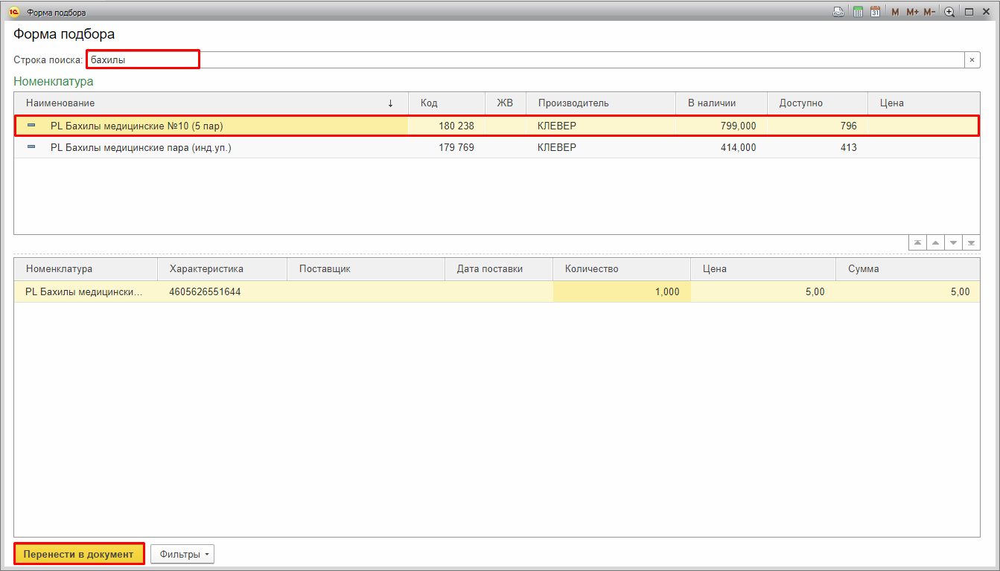 1С Форма подбора 31 M M+ M-
Форма подбора
Строка поиска: бахилы ×
Номенклатура
Наименование ↓ Код ЖВ Производитель В наличии Доступно Цена
PL Бахилы медицинские №10 (5 пар) 180 238 КЛЕВЕР 799,000 796
PL Бахилы медицинские пара (инд.уп.) 179 769 КЛЕВЕР 414,000 413
Номенклатура Характеристика Поставщик Дата поставки Количество Цена Сумма
PL Бахилы медицински... 4605626551644 1,000 5,00 5,00
Перенести в документ Фильтры